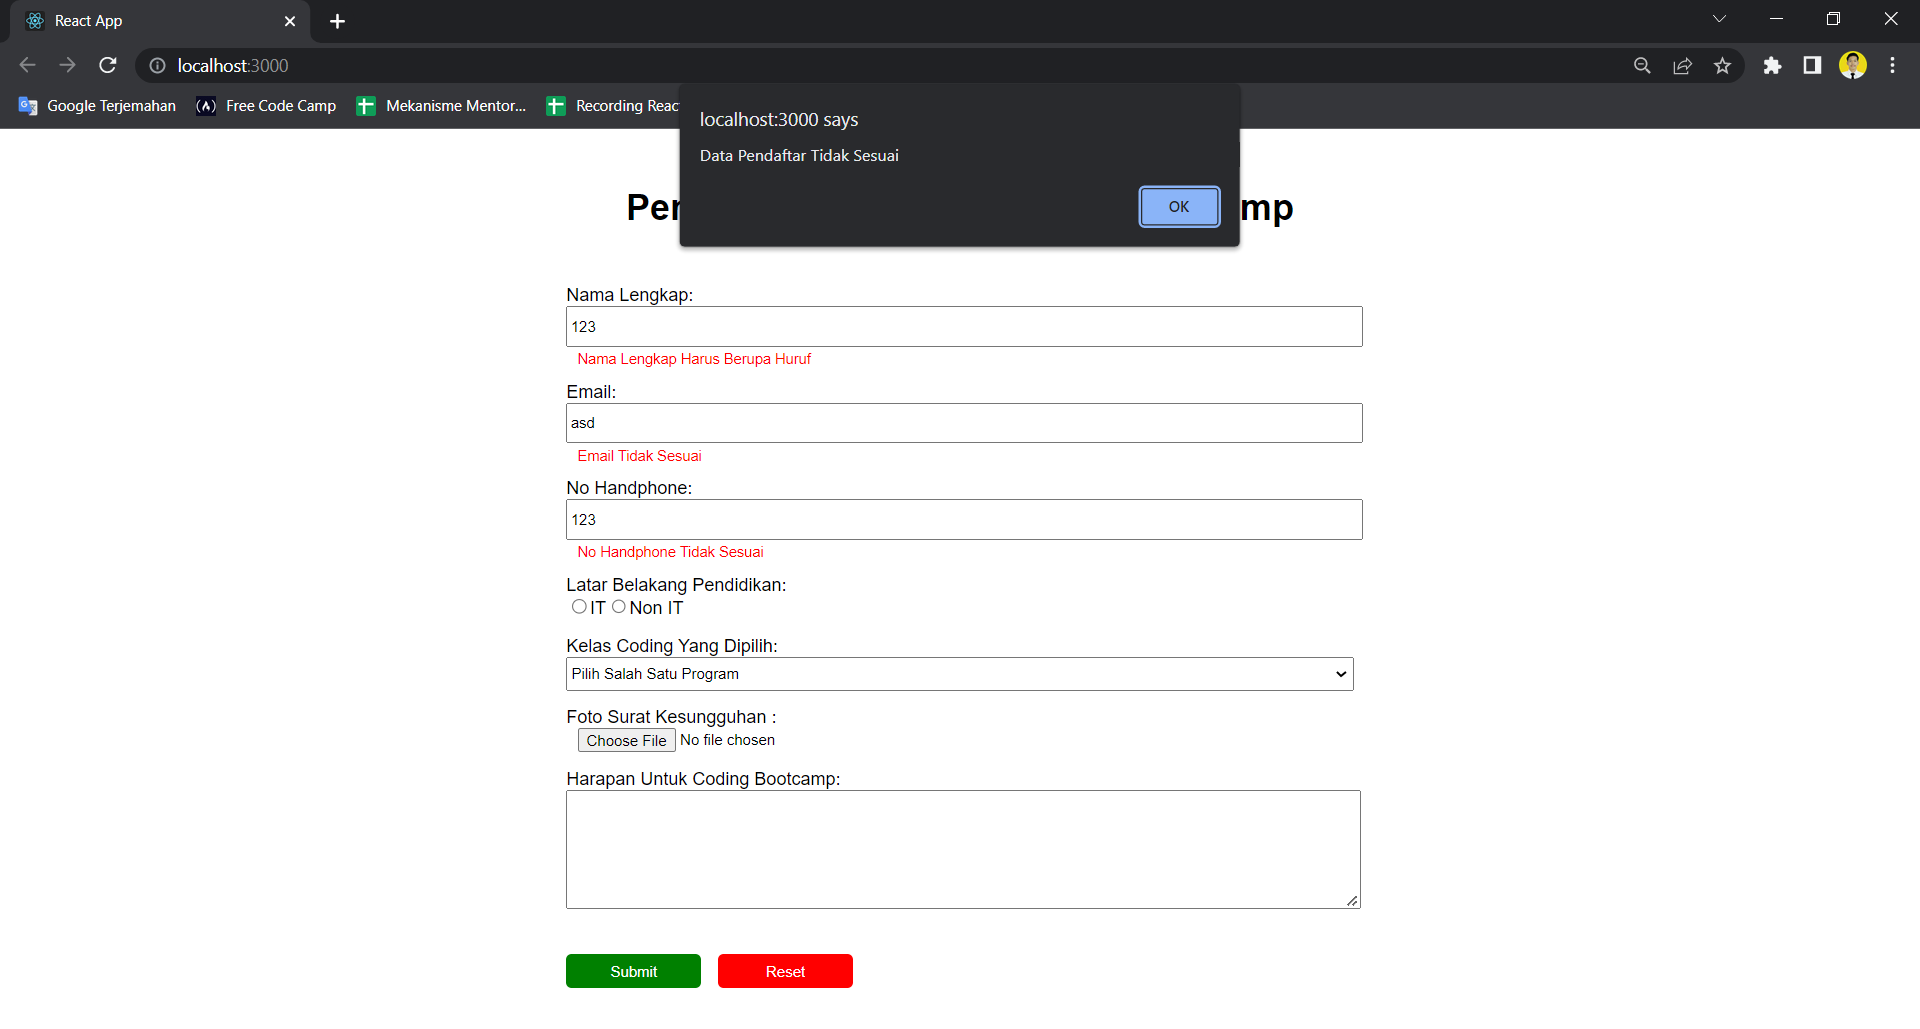 React App
localhost:3000
Google Terjemahan
Free Code Camp
Mekanisme Mentor...
Recording Reac
localhost:3000 says
Data Pendaftar Tidak Sesuai
OK
Nama Lengkap:
123
Nama Lengkap Harus Berupa Huruf
Email:
asd
Email Tidak Sesuai
No Handphone:
123
No Handphone Tidak Sesuai
Latar Belakang Pendidikan:
IT Non IT
Kelas Coding Yang Dipilih:
Pilih Salah Satu Program
Foto Surat Kesungguhan :
Choose File No file chosen
Harapan Untuk Coding Bootcamp:
Submit Reset